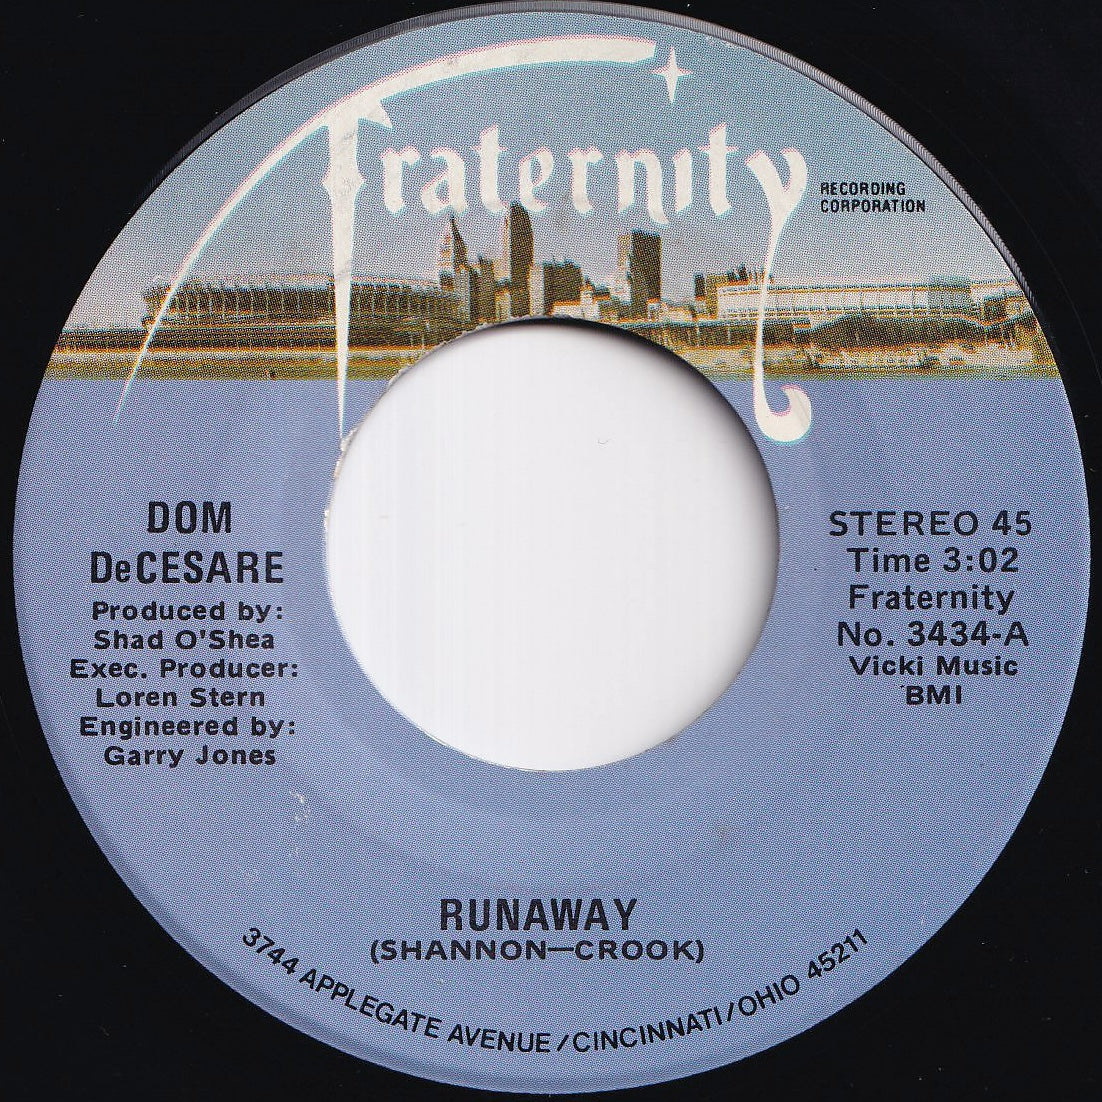 Fraternity
RECORDING
CORPORATION
DOM
DeCESARE
Produced by:
Shad O'Shea
Exec. Producer:
Loren Stern
Engineered by:
Garry Jones
STEREO 45
Time 3:02
Fraternity
No. 3434-A
Vicki Music
BMI
RUNAWAY
(SHANNON—CROOK)
3744 APPLEGATE AVENUE/CINCINNATI/OHIO 45211